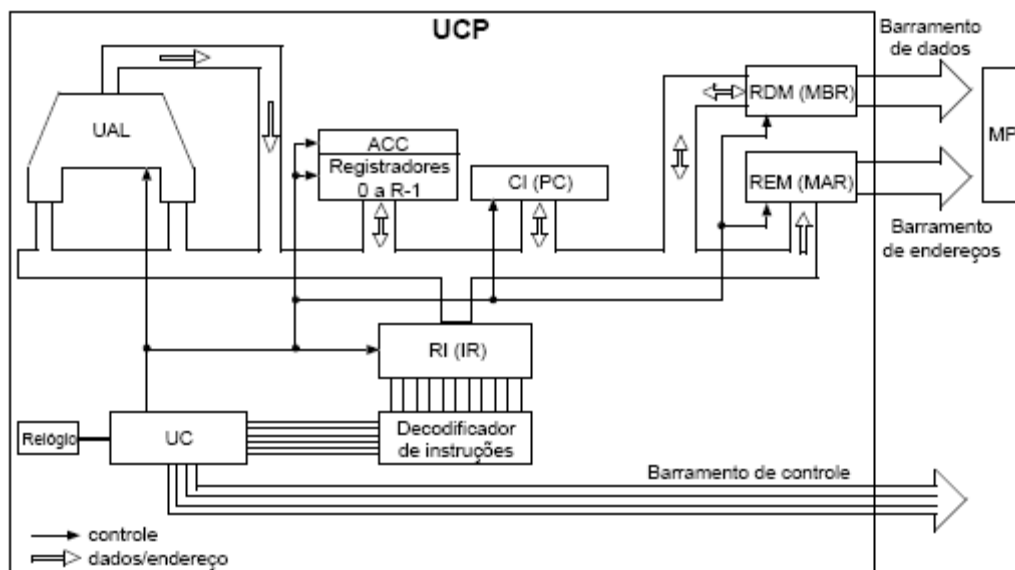 UCP
Barramento
de dados
UAL
RDM (MBR)
MP
ACC
Registradores
0 a R-1
CI (PC)
REM (MAR)
Barramento
de endereços
RI (IR)
Relógio
UC
Decodificador
de instruções
Barramento de controle
controle
dados/endereço